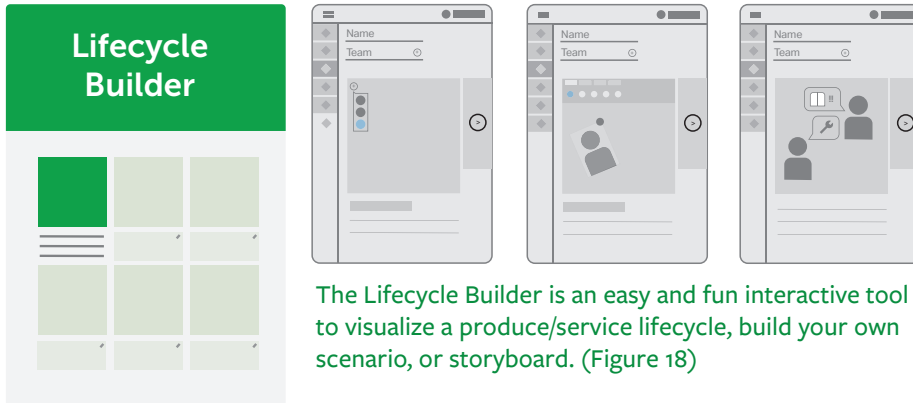 Lifecycle
Builder
Name
Team
Name
Team
Name
Team
!!
The Lifecycle Builder is an easy and fun interactive tool
to visualize a produce/service lifecycle, build your own
scenario, or storyboard. (Figure 18)